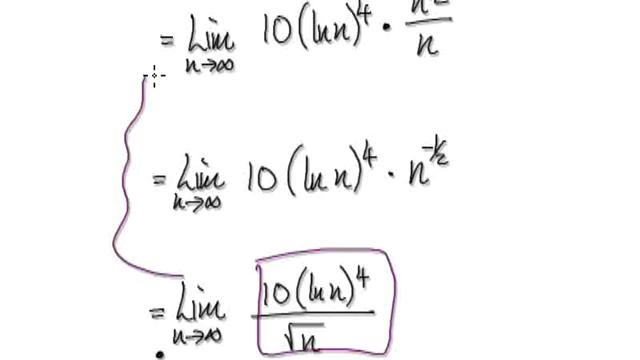 = Lim n→∞ 10(ln n)^4 · n^½/n
= Lim n→∞ 10(ln n)^4 · n^-½
= Lim n→∞ 10(ln n)^4/√n